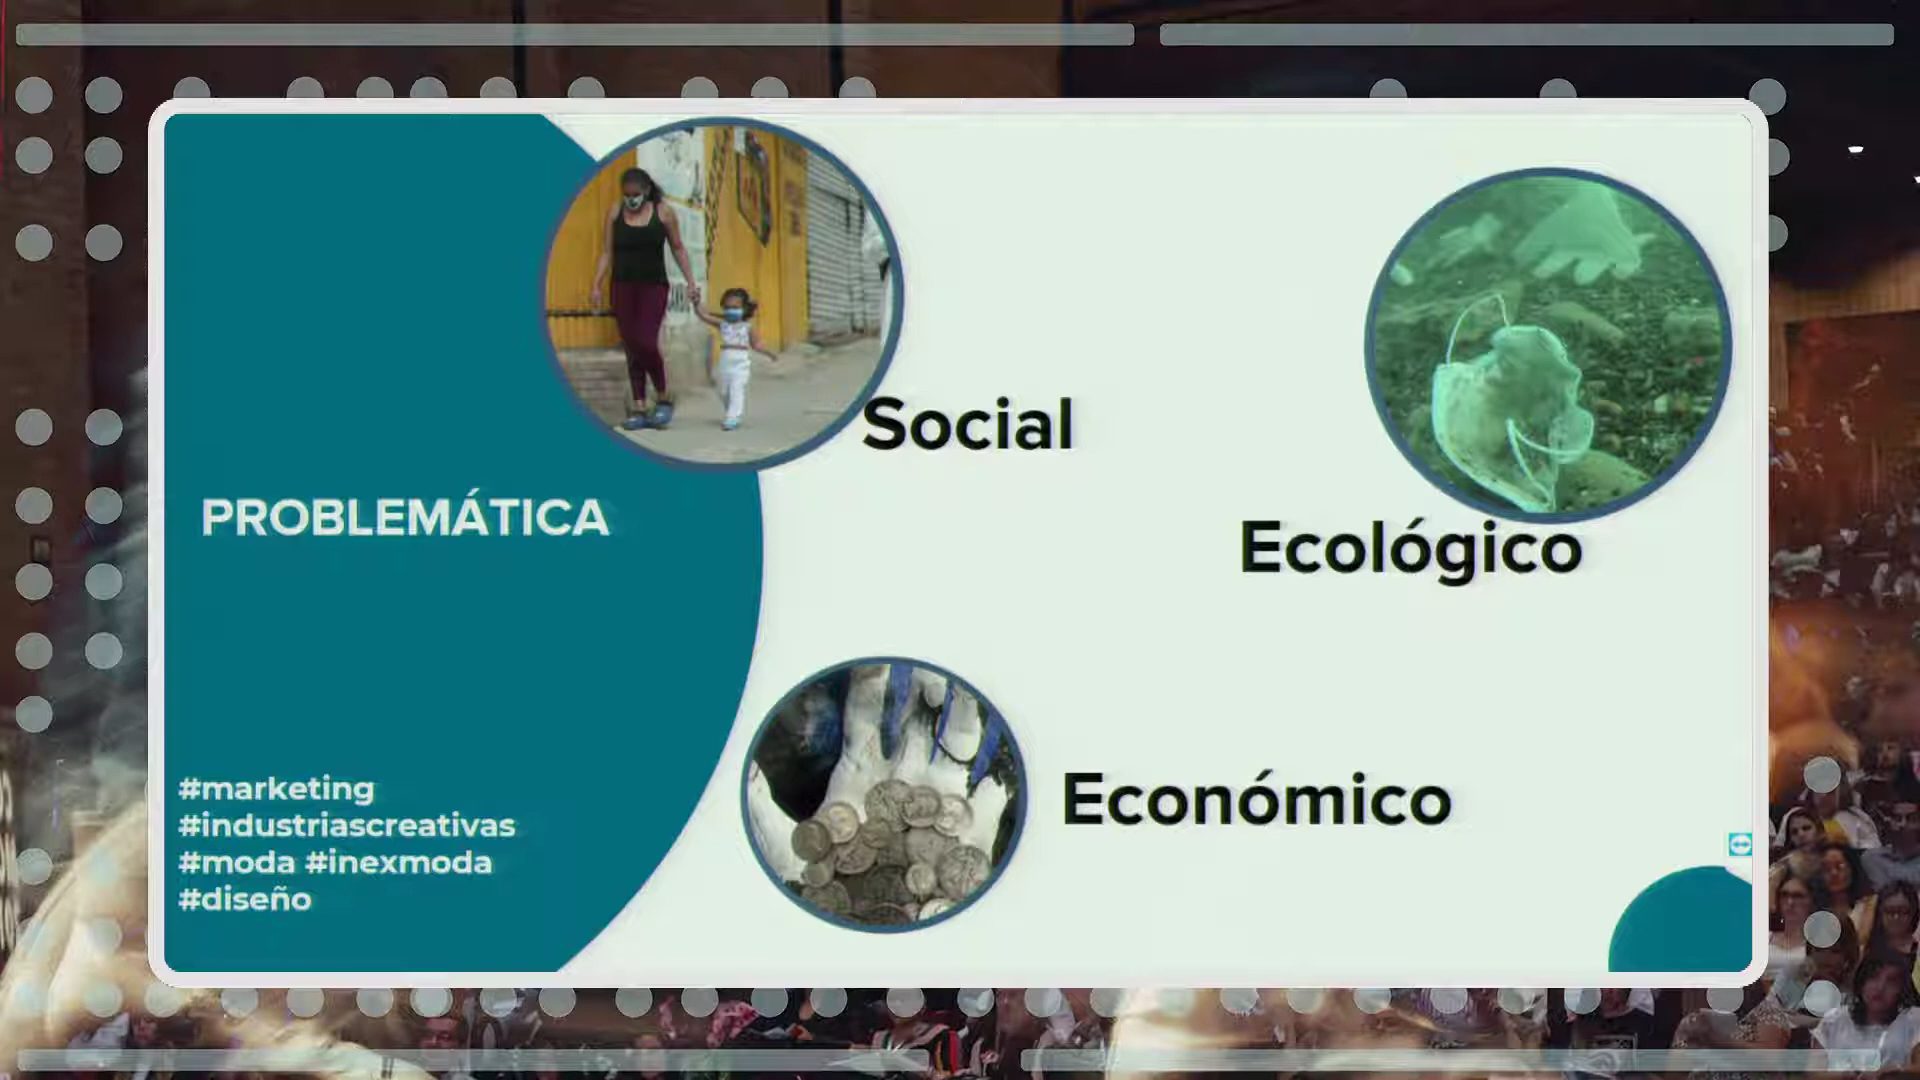 Social
Ecológico
PROBLEMÁTICA
Económico
#marketing
#industriascreativas
#moda #inexmoda
#diseño